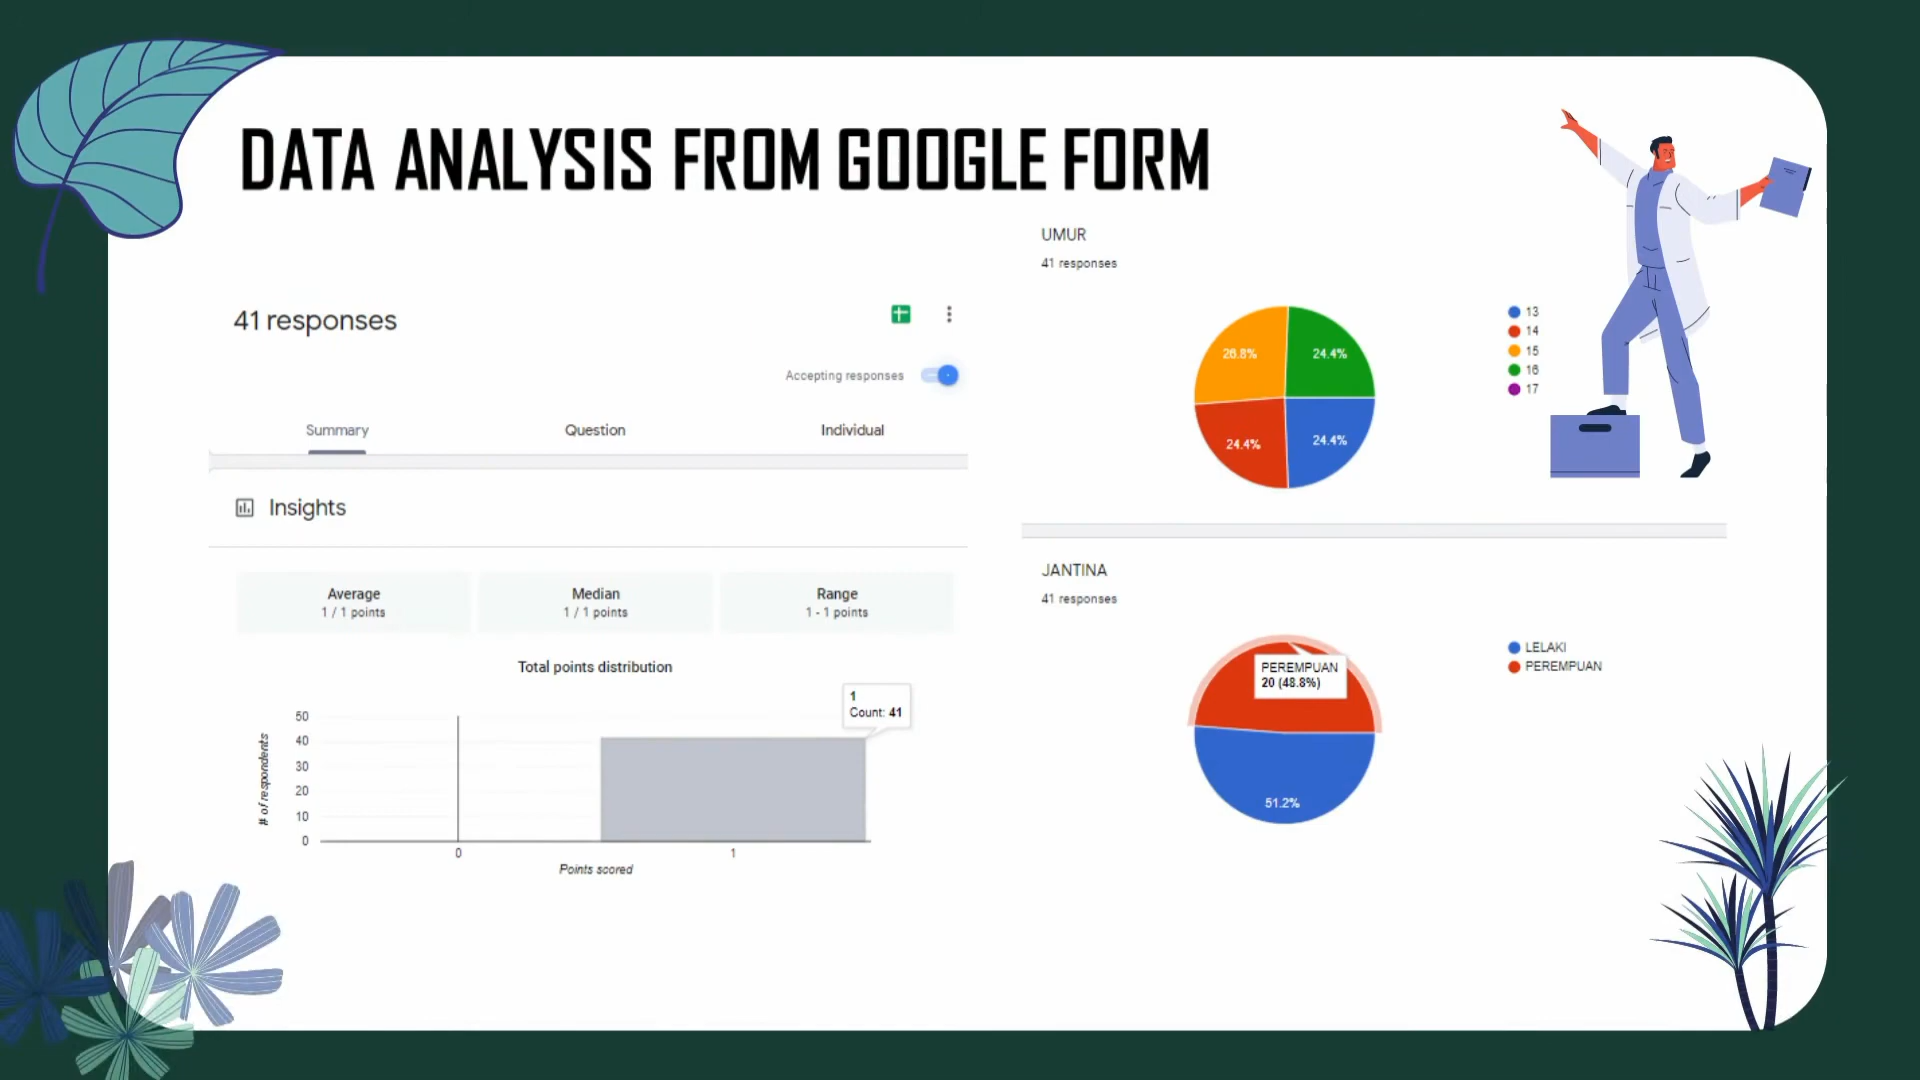 DATA ANALYSIS FROM GOOGLE FORM
41 responses
Accepting responses
Summary
Question
Individual
Insights
Average
1 / 1 points
Median
1 / 1 points
Range
1 - 1 points
Total points distribution
1
Count: 41
# of respondents
50
40
30
20
10
0
0
1
Points scored
UMUR
41 responses
26.8%
24.4%
24.4%
24.4%
13
14
15
16
17
JANTINA
41 responses
PEREMPUAN
20 (48.8%)
51.2%
LELAKI
PEREMPUAN